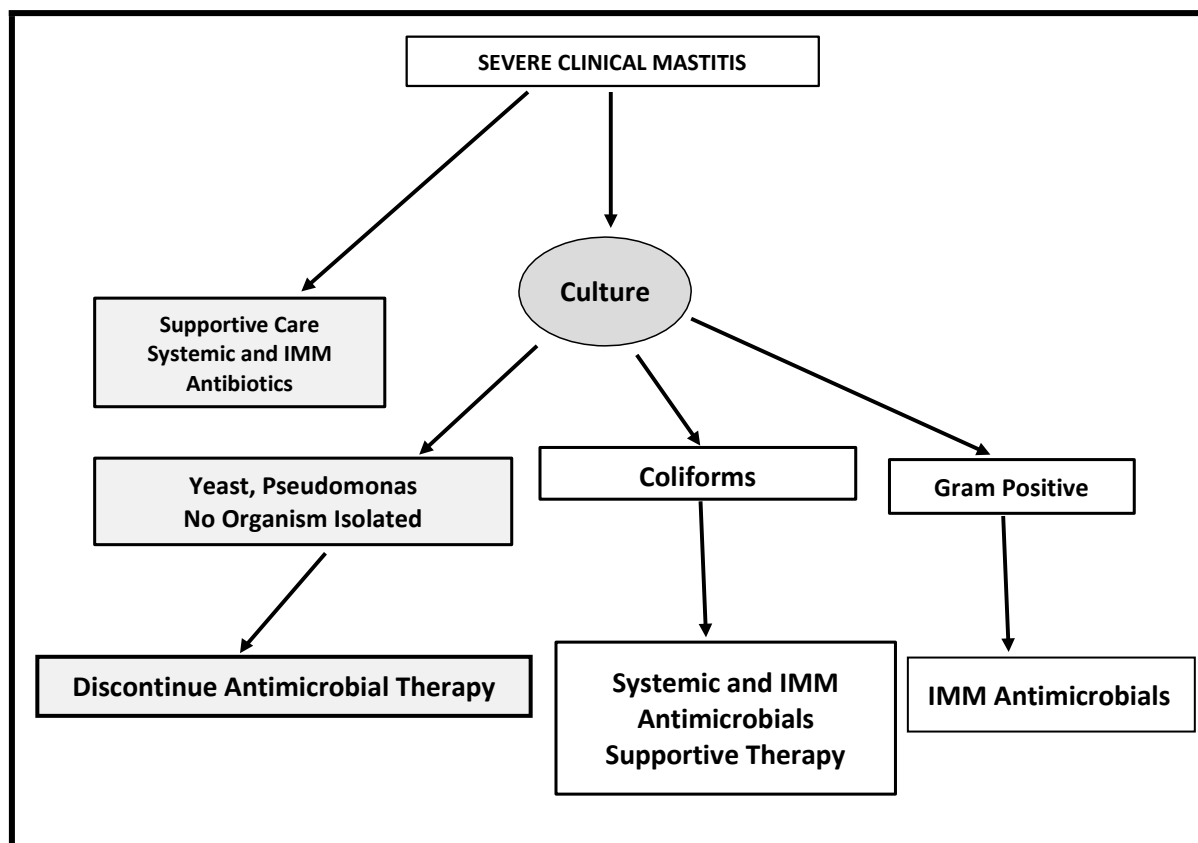 SEVERE CLINICAL MASTITIS
Culture
Supportive Care
Systemic and IMM
Antibiotics
Yeast, Pseudomonas
No Organism Isolated
Coliforms
Gram Positive
Discontinue Antimicrobial Therapy
Systemic and IMM
Antimicrobials
Supportive Therapy
IMM Antimicrobials